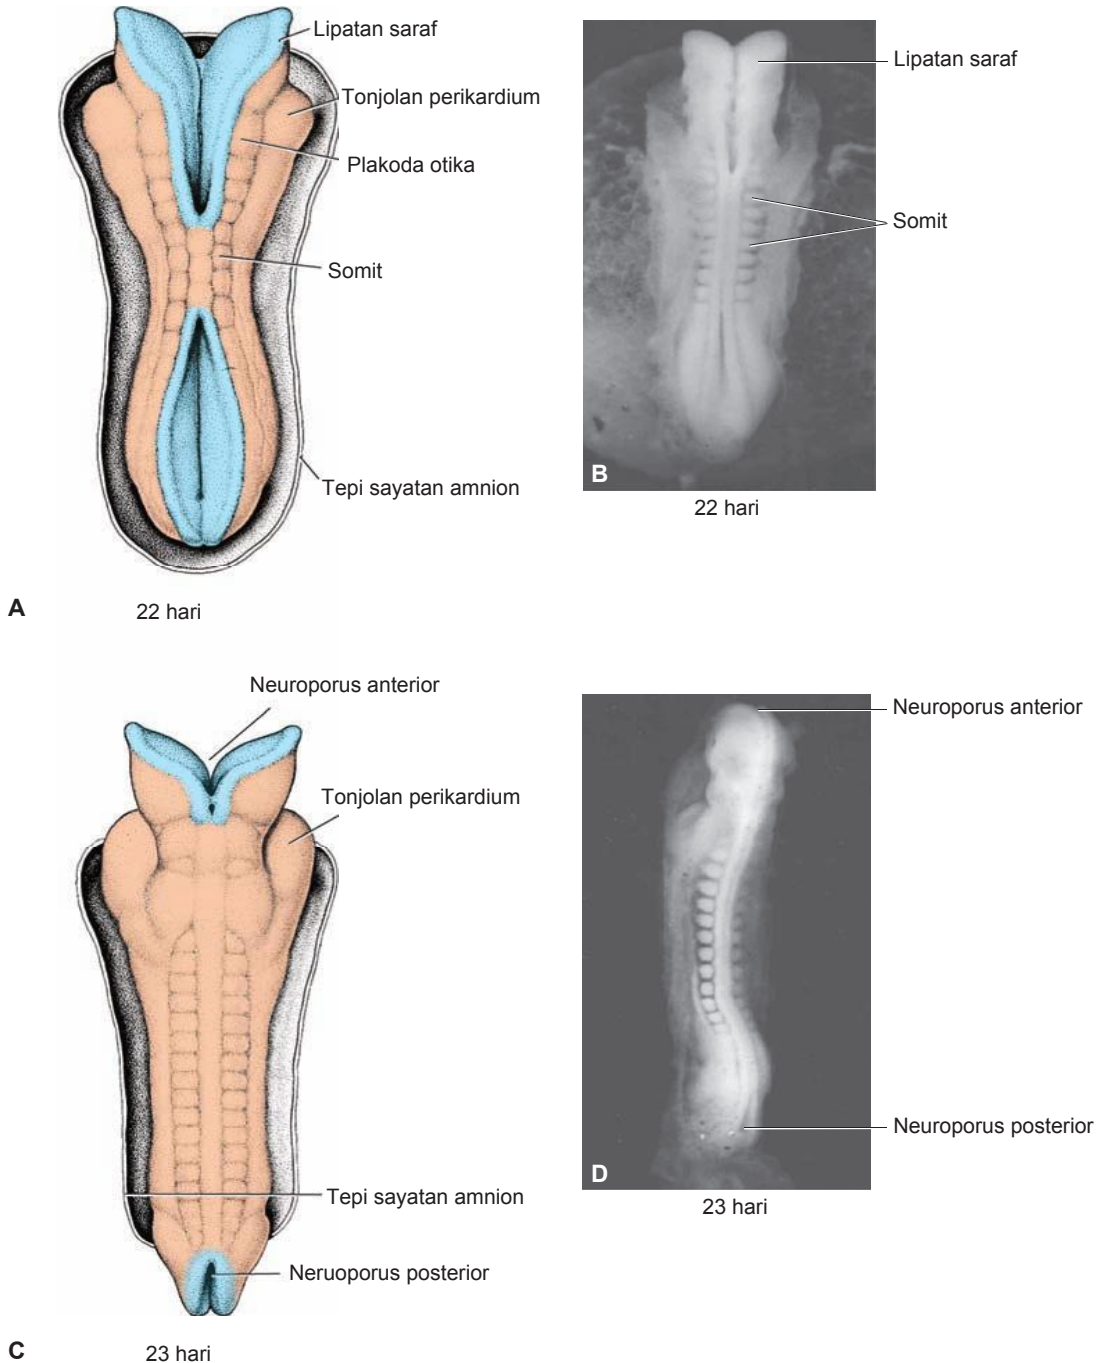 Lipatan saraf
Tonjolan perikardium
Plakoda otika
Somit
Tepi sayatan amnion
A
22 hari
Lipatan saraf
Somit
B
22 hari
Neuroporus anterior
Tonjolan perikardium
Tepi sayatan amnion
Neruoporus posterior
C
23 hari
Neuroporus anterior
Neuroporus posterior
D
23 hari